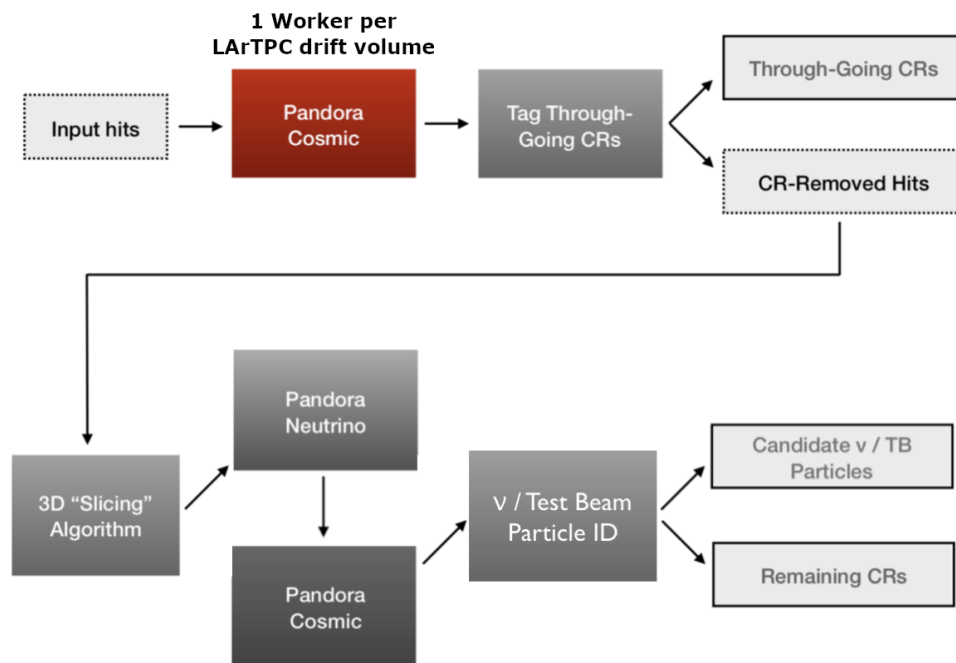 1 Worker per
LArTPC drift volume
Input hits
Pandora
Cosmic
Tag Through-
Going CRs
Through-Going CRs
CR-Removed Hits
3D “Slicing”
Algorithm
Pandora
Neutrino
Pandora
Cosmic
ν / Test Beam
Particle ID
Candidate ν / TB
Particles
Remaining CRs